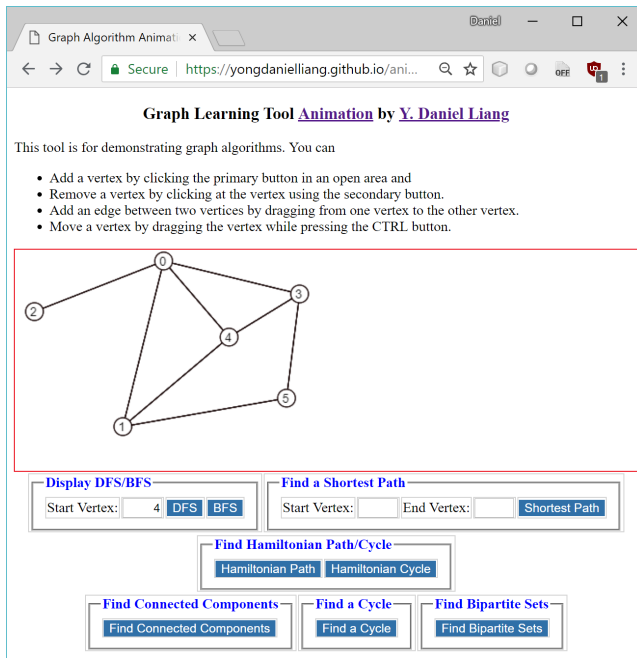 Daniel
Graph Algorithm Animati
Secure https://yongdanielliang.github.io/ani...
OFF
1
Graph Learning Tool Animation by Y. Daniel Liang
This tool is for demonstrating graph algorithms. You can
Add a vertex by clicking the primary button in an open area and
Remove a vertex by clicking at the vertex using the secondary button.
Add an edge between two vertices by dragging from one vertex to the other vertex.
Move a vertex by dragging the vertex while pressing the CTRL button.
0
3
2
4
5
1
Display DFS/BFS
Start Vertex: 4 DFS BFS
Find a Shortest Path
Start Vertex: End Vertex: Shortest Path
Find Hamiltonian Path/Cycle
Hamiltonian Path Hamiltonian Cycle
Find Connected Components
Find Connected Components
Find a Cycle
Find a Cycle
Find Bipartite Sets
Find Bipartite Sets